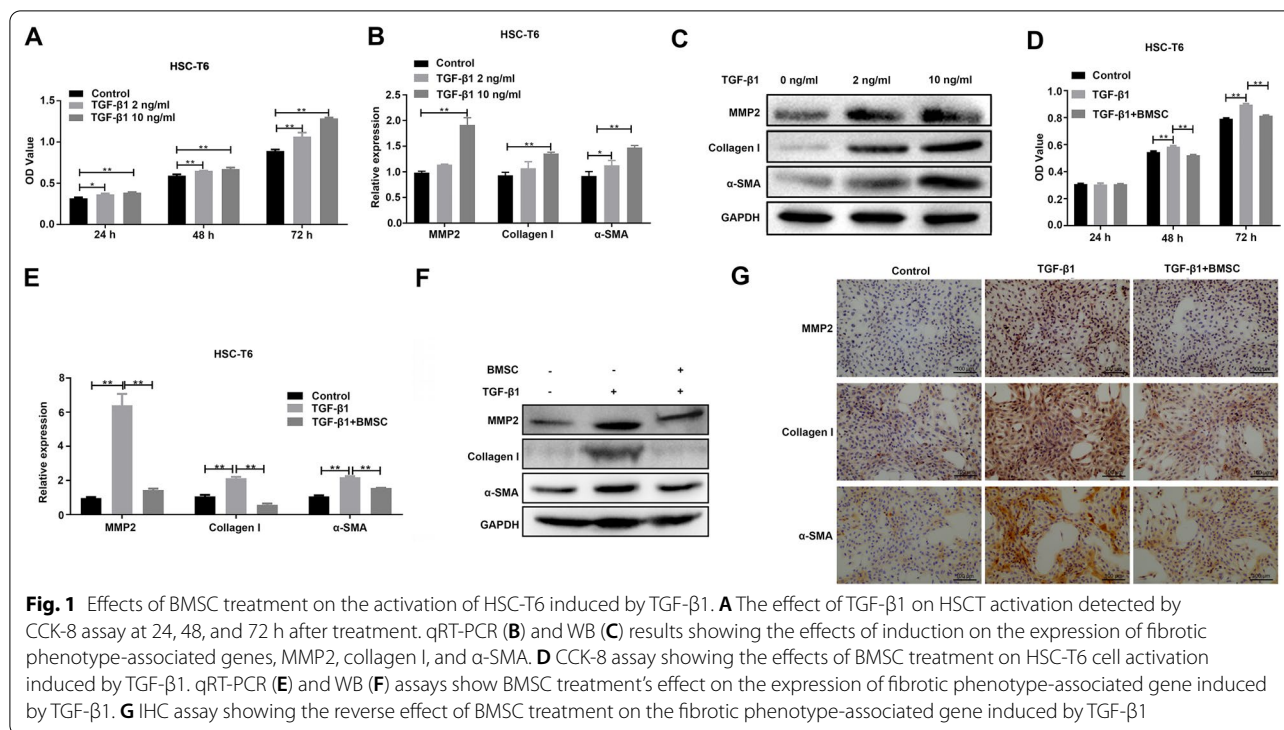 A
HSC-T6
Control
TGF-β1 2 ng/ml
TGF-β1 10 ng/ml
OD Value
1.5
1.0
0.5
0.0
**
**
**
**
**
*
24 h
48 h
72 h
B
HSC-T6
Control
TGF-β1 2 ng/ml
TGF-β1 10 ng/ml
Relative expression
2.5
2.0
1.5
1.0
0.5
0.0
**
**
**
*
MMP2
Collagen I
α-SMA
C
TGF-β1 0 ng/ml 2 ng/ml 10 ng/ml
MMP2
Collagen I
α-SMA
GAPDH
D
HSC-T6
Control
TGF-β1
TGF-β1+BMSC
OD Value
1.0
0.8
0.6
0.4
0.2
0.0
** **
** **
24 h
48 h
72 h
E
HSC-T6
Control
TGF-β1
TGF-β1+BMSC
Relative expression
8
6
4
2
0
** **
** **
** **
MMP2
Collagen I
α-SMA
F
BMSC - - +
TGF-β1 - + +
MMP2
Collagen I
α-SMA
GAPDH
G
Control TGF-β1 TGF-β1+BMSC
MMP2
Collagen I
α-SMA
Fig. 1 Effects of BMSC treatment on the activation of HSC-T6 induced by TGF-β1. A The effect of TGF-β1 on HSCT activation detected by
CCK-8 assay at 24, 48, and 72 h after treatment. qRT-PCR (B) and WB (C) results showing the effects of induction on the expression of fibrotic
phenotype-associated genes, MMP2, collagen I, and α-SMA. D CCK-8 assay showing the effects of BMSC treatment on HSC-T6 cell activation
induced by TGF-β1. qRT-PCR (E) and WB (F) assays show BMSC treatment's effect on the expression of fibrotic phenotype-associated gene induced
by TGF-β1. G IHC assay showing the reverse effect of BMSC treatment on the fibrotic phenotype-associated gene induced by TGF-β1